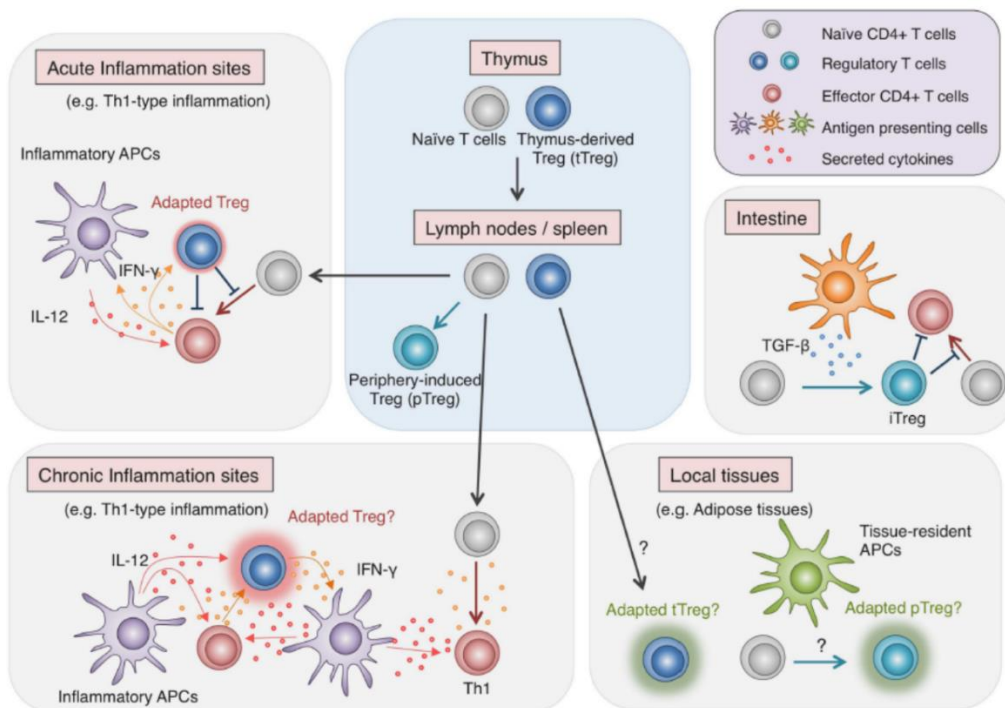 Acute Inflammation sites
(e.g. Th1-type inflammation)
Inflammatory APCs
Adapted Treg
IFN-γ
IL-12
Thymus
Naïve T cells
Thymus-derived
Treg (tTreg)
Lymph nodes / spleen
Periphery-induced
Treg (pTreg)
Naïve CD4+ T cells
Regulatory T cells
Effector CD4+ T cells
Antigen presenting cells
Secreted cytokines
Intestine
TGF-β
iTreg
Chronic Inflammation sites
(e.g. Th1-type inflammation)
Adapted Treg?
IL-12
IFN-γ
Inflammatory APCs
Th1
Local tissues
(e.g. Adipose tissues)
Tissue-resident
APCs
?
Adapted tTreg?
Adapted pTreg?
?